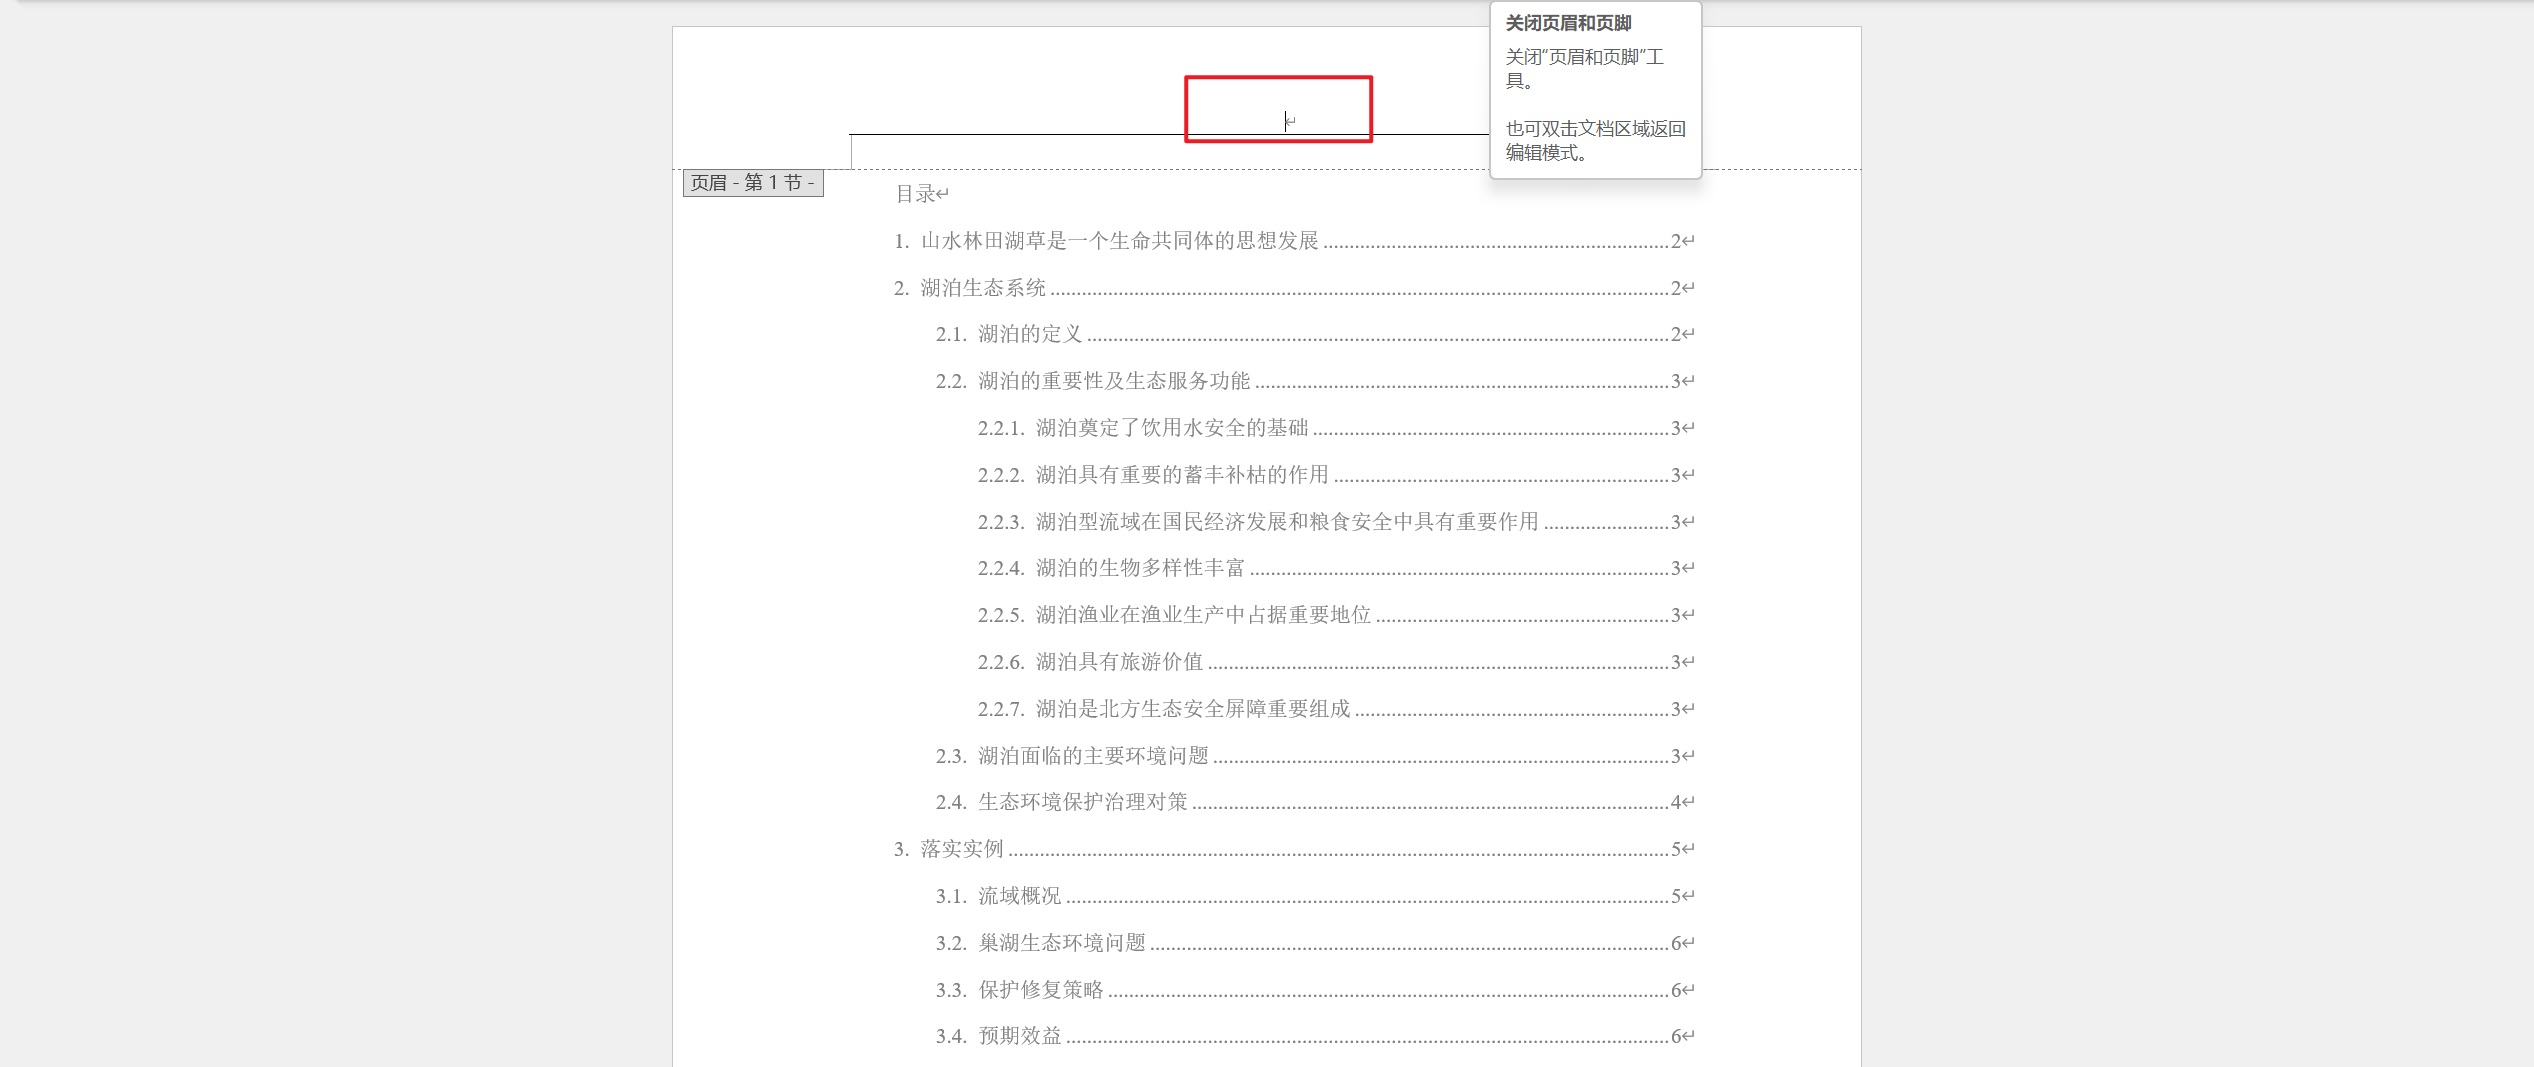 关闭页眉和页脚
关闭“页眉和页脚”工
具。
也可双击文档区域返回
编辑模式。
页眉 - 第 1 节 -
目录
1. 山水林田湖草是一个生命共同体的思想发展 2
2. 湖泊生态系统 2
2.1. 湖泊的定义 2
2.2. 湖泊的重要性及生态服务功能 3
2.2.1. 湖泊奠定了饮用水安全的基础 3
2.2.2. 湖泊具有重要的蓄丰补枯的作用 3
2.2.3. 湖泊型流域在国民经济发展和粮食安全中具有重要作用 3
2.2.4. 湖泊的生物多样性丰富 3
2.2.5. 湖泊渔业在渔业生产中占据重要地位 3
2.2.6. 湖泊具有旅游价值 3
2.2.7. 湖泊是北方生态安全屏障重要组成 3
2.3. 湖泊面临的主要环境问题 3
2.4. 生态环境保护治理对策 4
3. 落实实例 5
3.1. 流域概况 5
3.2. 巢湖生态环境问题 6
3.3. 保护修复策略 6
3.4. 预期效益 6